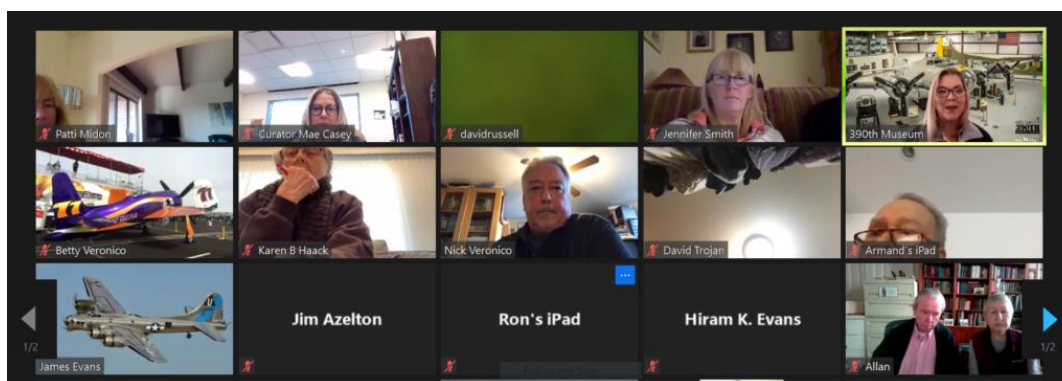 Patti Midon
Curator Mae Casey
davidrussell
Jennifer Smith
390th Museum
Betty Veronico
Karen B Haack
Nick Veronico
David Trojan
Armand's iPad
James Evans
Jim Azelton
Ron's iPad
Hiram K. Evans
Allan
1/2
1/2